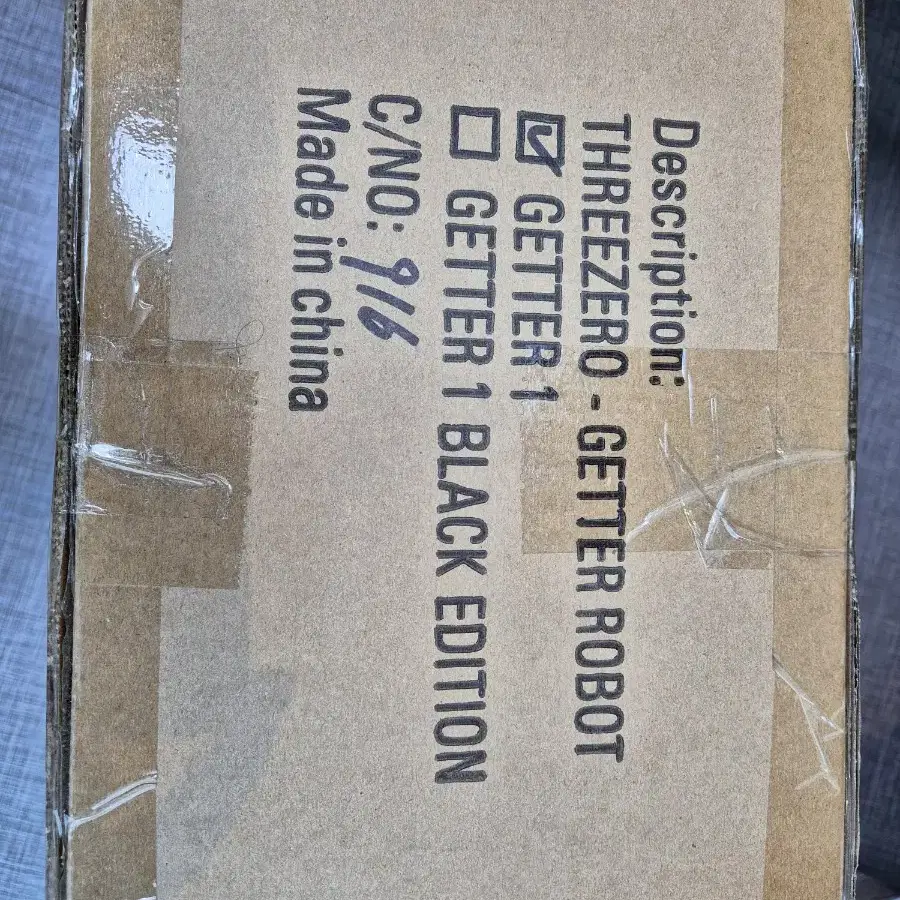 Description:
THREEZERO - GETTER ROBOT
☑ GETTER 1
☐ GETTER 1 BLACK EDITION
C/NO: 916
Made in china